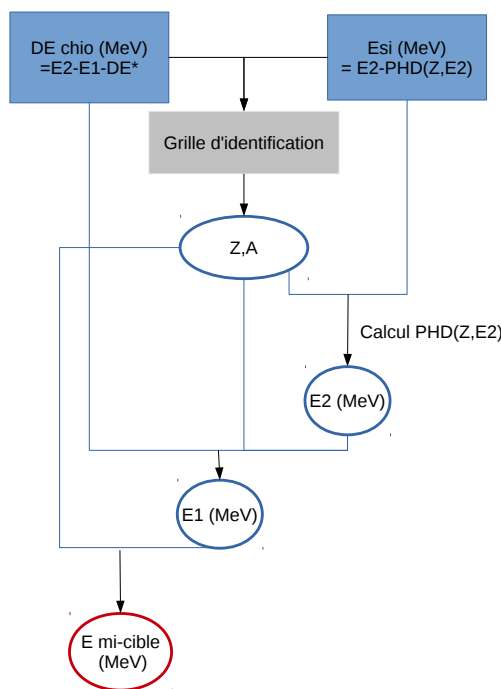 DE chio (MeV)
=E2-E1-DE*
Esi (MeV)
= E2-PHD(Z,E2)
Grille d'identification
Z,A
Calcul PHD(Z,E2)
E2 (MeV)
E1 (MeV)
E mi-cible
(MeV)